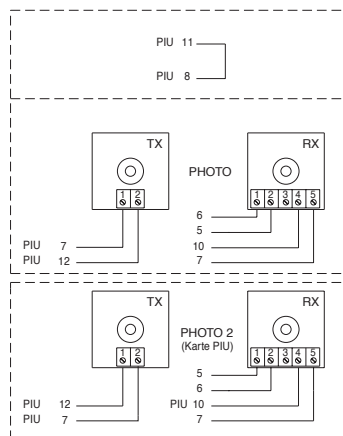 PIU 11
PIU 8
TX RX
PHOTO
1 2 1 2 3 4 5
6
5
PIU 7 10
PIU 12 7
TX RX
PHOTO 2
(Karte PIU)
1 2 1 2 3 4 5
5
6
PIU 12 PIU 10
PIU 7 7